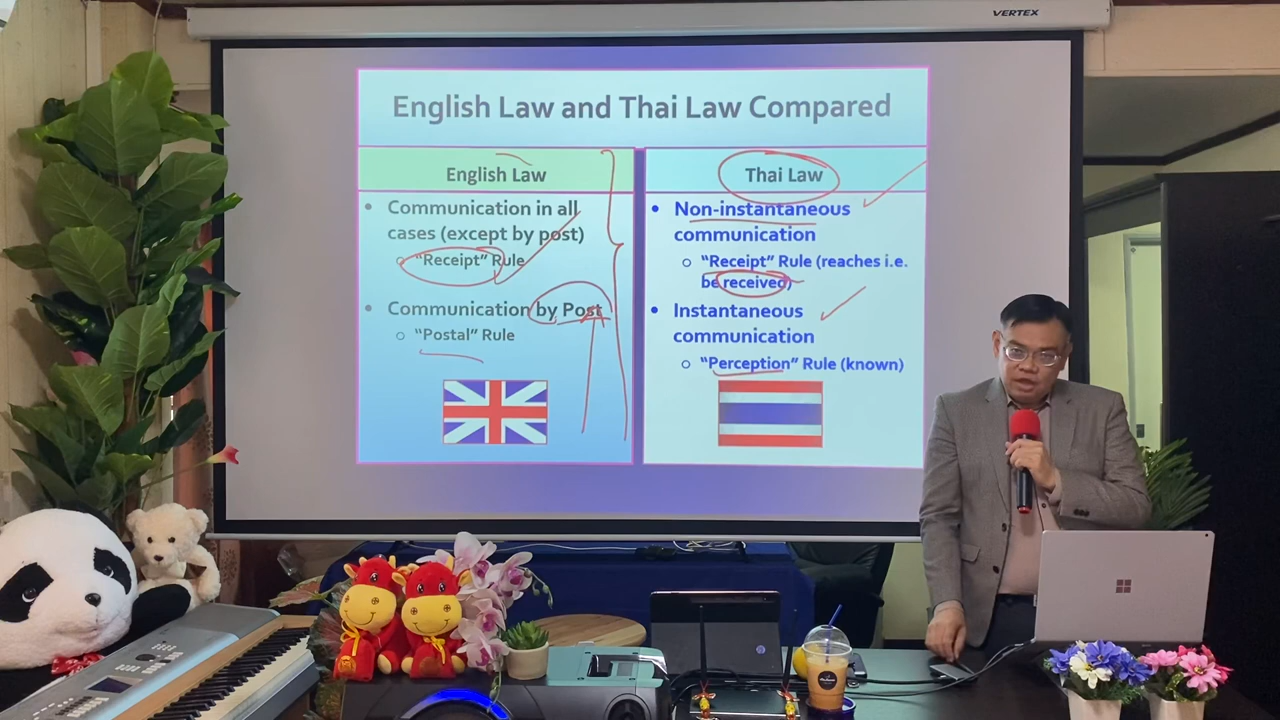 VERTEX
English Law and Thai Law Compared
English Law
• Communication in all
cases (except by post)
○ “Receipt” Rule
• Communication by Post
○ “Postal” Rule
Thai Law
• Non-instantaneous
communication
○ “Receipt” Rule (reaches i.e.
be received)
• Instantaneous
communication
○ “Perception” Rule (known)